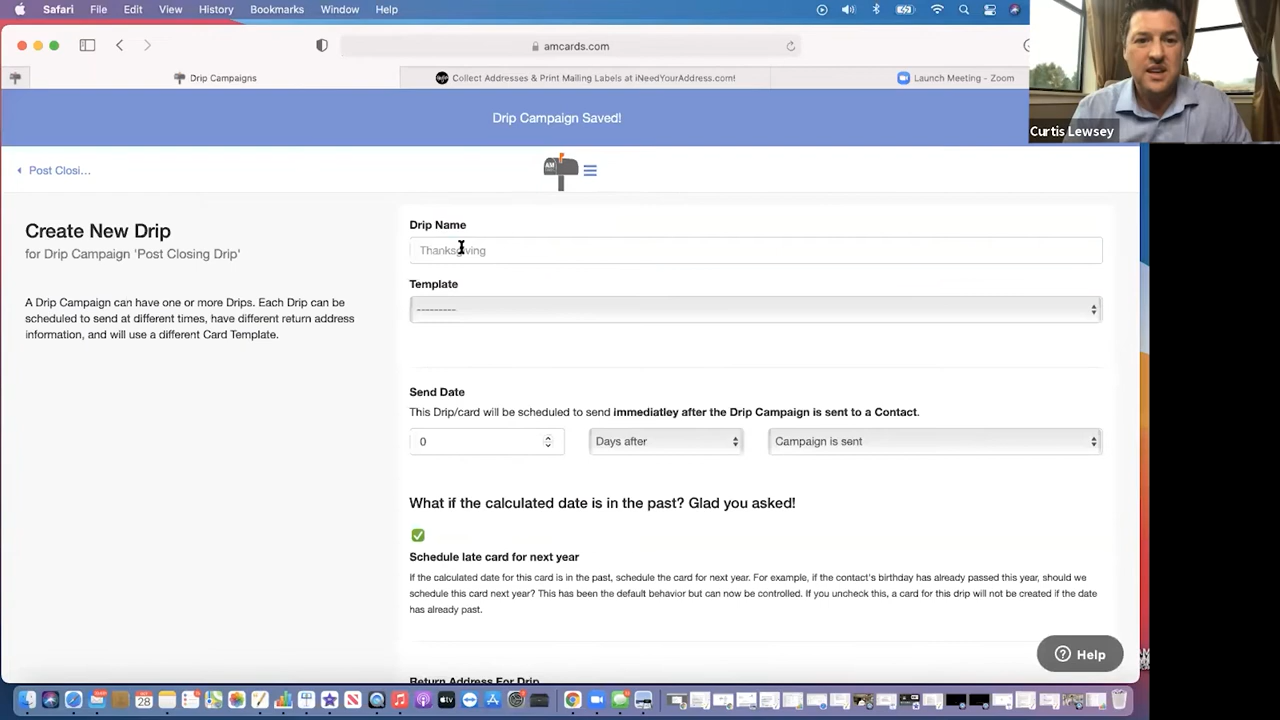 Safari File Edit View History Bookmarks Window Help
amcards.com
Drip Campaigns
Collect Addresses & Print Mailing Labels at iNeedYourAddress.com!
Launch Meeting - Zoom
Curtis Lewsey
Drip Campaign Saved!
Post Closi...
AM
Create New Drip
for Drip Campaign 'Post Closing Drip'
A Drip Campaign can have one or more Drips. Each Drip can be
scheduled to send at different times, have different return address
information, and will use a different Card Template.
Drip Name
Thanksgiving
Template
---------
Send Date
This Drip/card will be scheduled to send immediatley after the Drip Campaign is sent to a Contact.
0 Days after Campaign is sent
What if the calculated date is in the past? Glad you asked!
Schedule late card for next year
If the calculated date for this card is in the past, schedule the card for next year. For example, if the contact's birthday has already passed this year, should we
schedule this card next year? This has been the default behavior but can now be controlled. If you uncheck this, a card for this drip will not be created if the date
has already past.
Return Address For Drip
Help
28